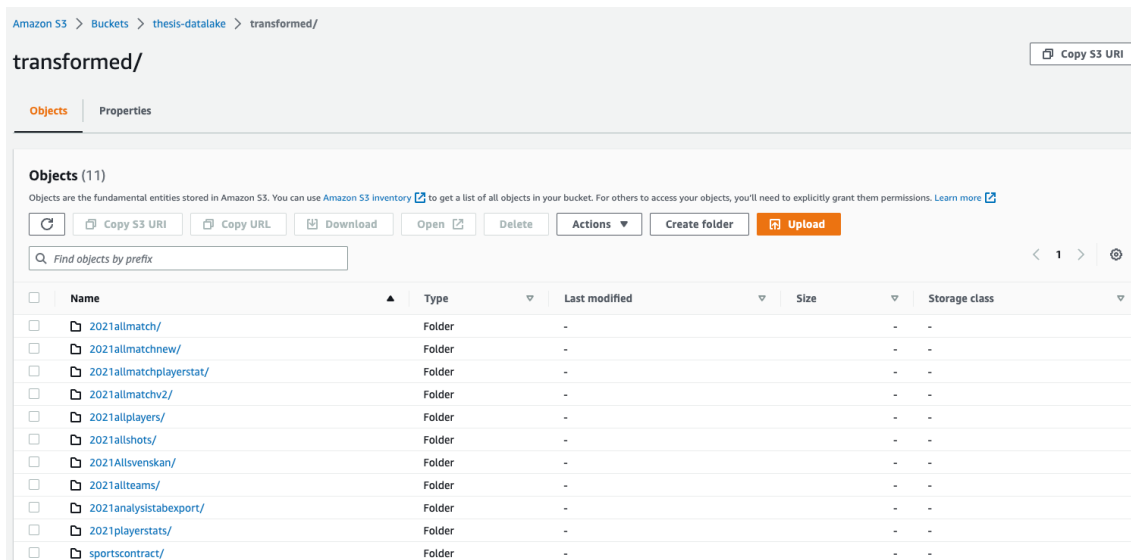 Amazon S3 > Buckets > thesis-datalake > transformed/
transformed/
Copy S3 URI
Objects Properties
Objects (11)
Objects are the fundamental entities stored in Amazon S3. You can use Amazon S3 inventory to get a list of all objects in your bucket. For others to access your objects, you'll need to explicitly grant them permissions. Learn more
Copy S3 URI Copy URL Download Open Delete Actions Create folder Upload
Find objects by prefix
< 1 >
Name Type Last modified Size Storage class
2021allmatch/ Folder - - -
2021allmatchnew/ Folder - - -
2021allmatchplayerstat/ Folder - - -
2021allmatchv2/ Folder - - -
2021allplayers/ Folder - - -
2021allshots/ Folder - - -
2021Allsvenskan/ Folder - - -
2021allteams/ Folder - - -
2021analysistabexport/ Folder - - -
2021playerstats/ Folder - - -
sportscontract/ Folder - - -